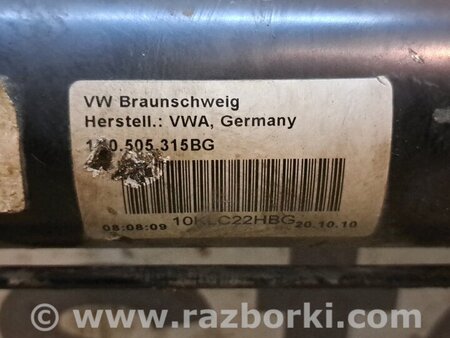 VW Braunschweig
Herstell.: VWA, Germany
505.315BG
10KLC22HBG
08:08:09
20.10.10
www.razborki.com